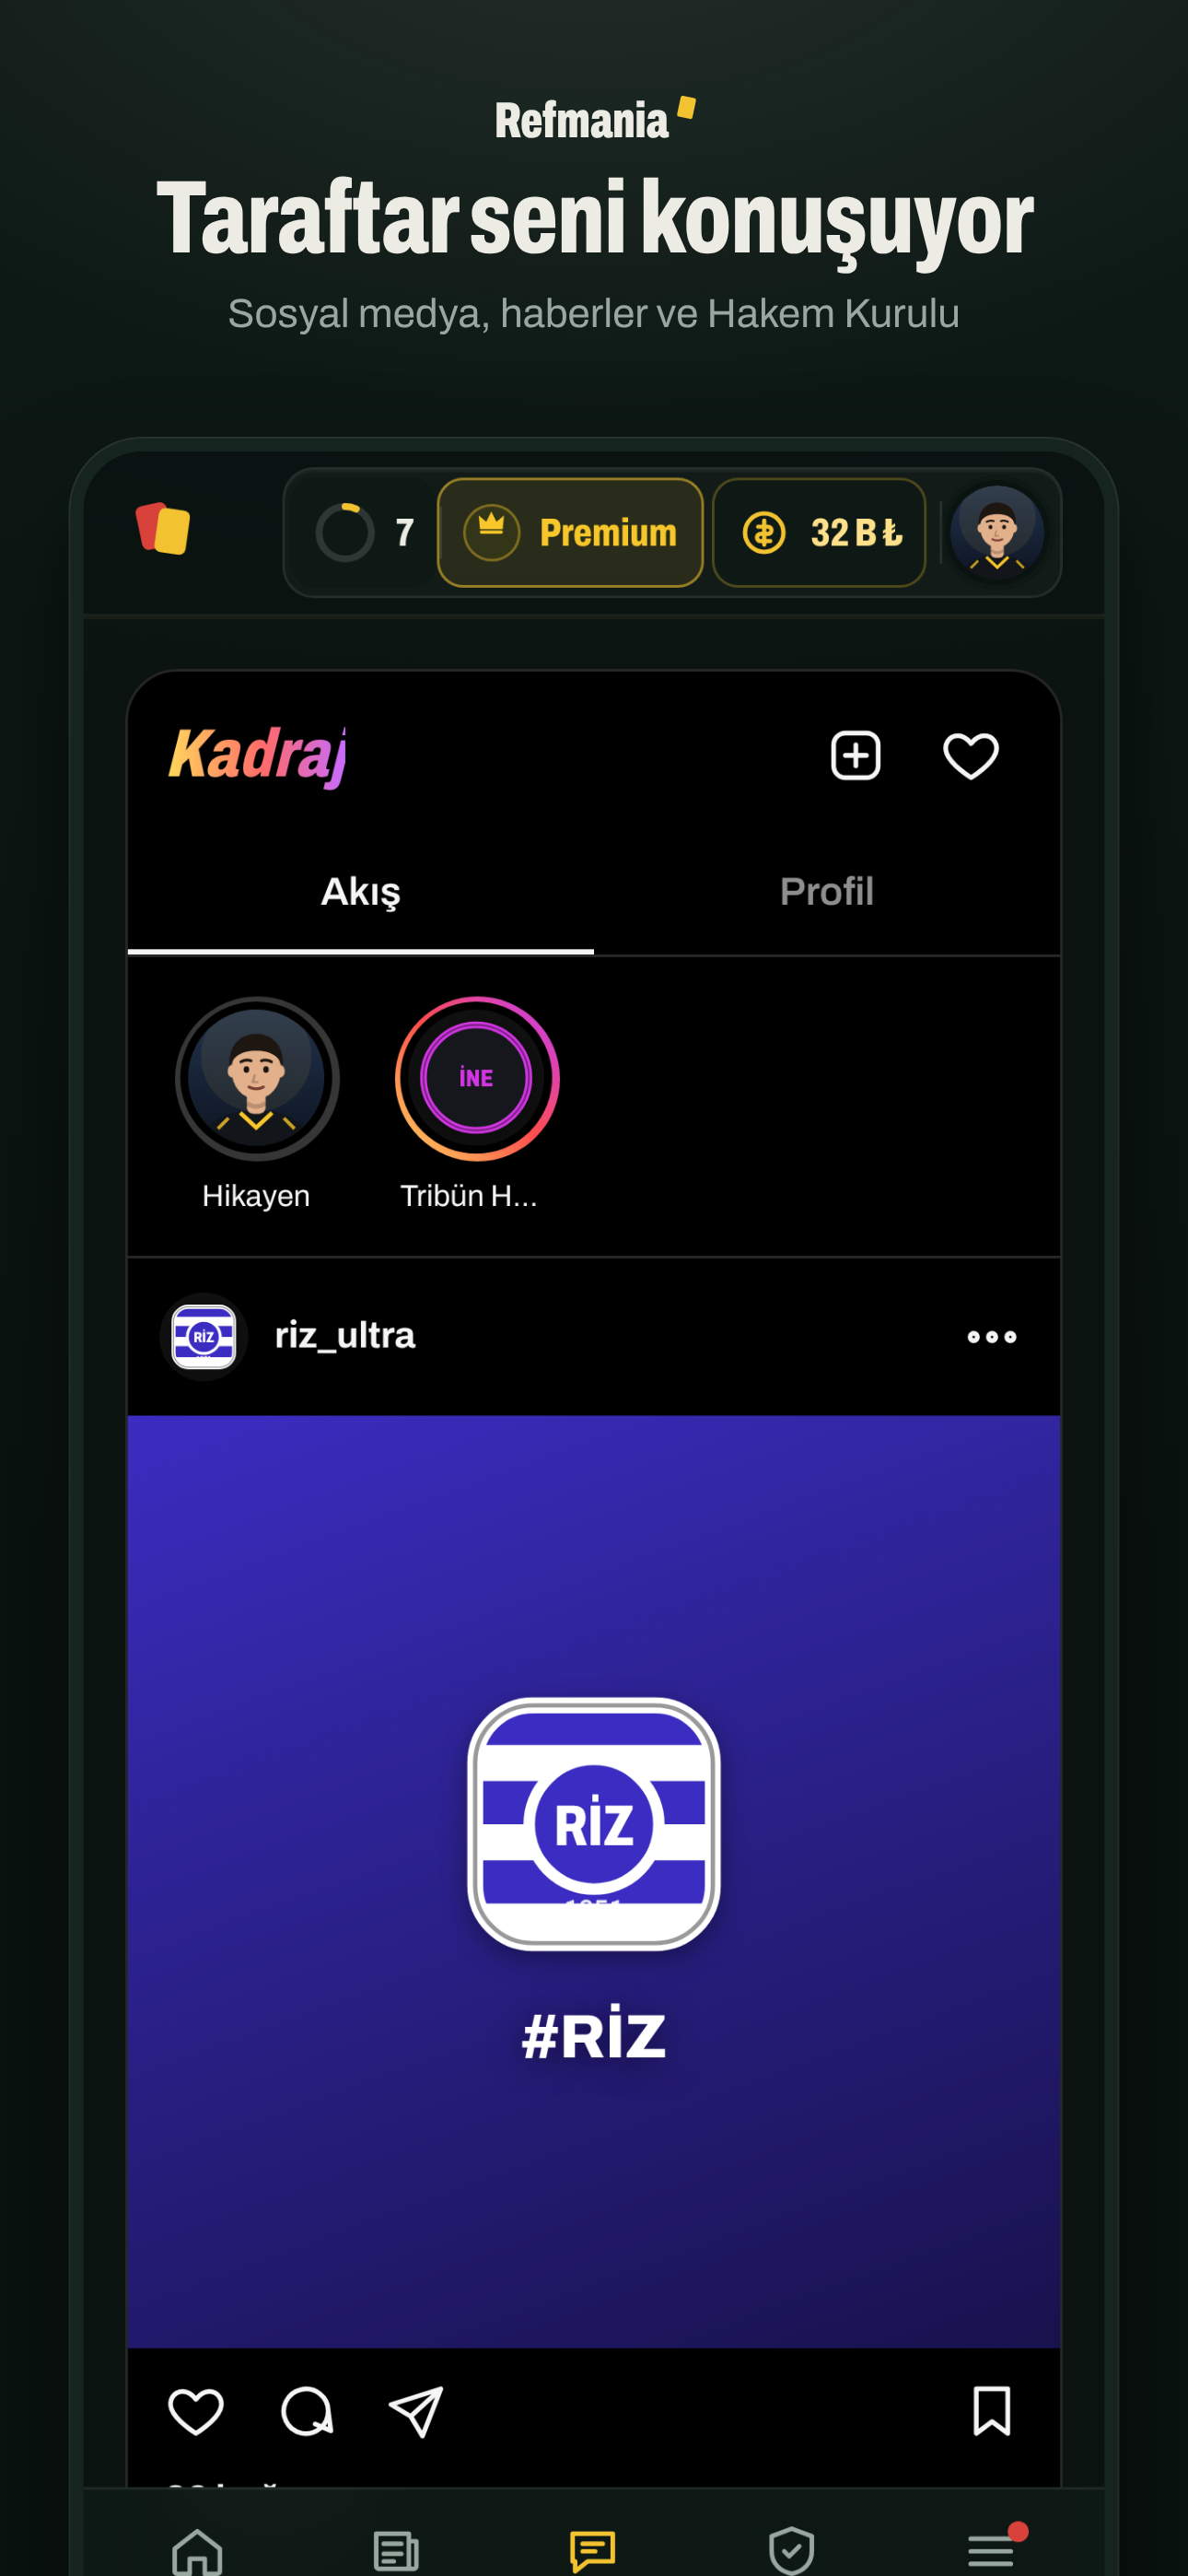 Refmania
Taraftar seni konuşuyor
Sosyal medya, haberler ve Hakem Kurulu
7 Premium 32 B ₺
Kadraj
Akış Profil
İNE
Hikayen Tribün H...
RİZ riz_ultra
RİZ
#RİZ